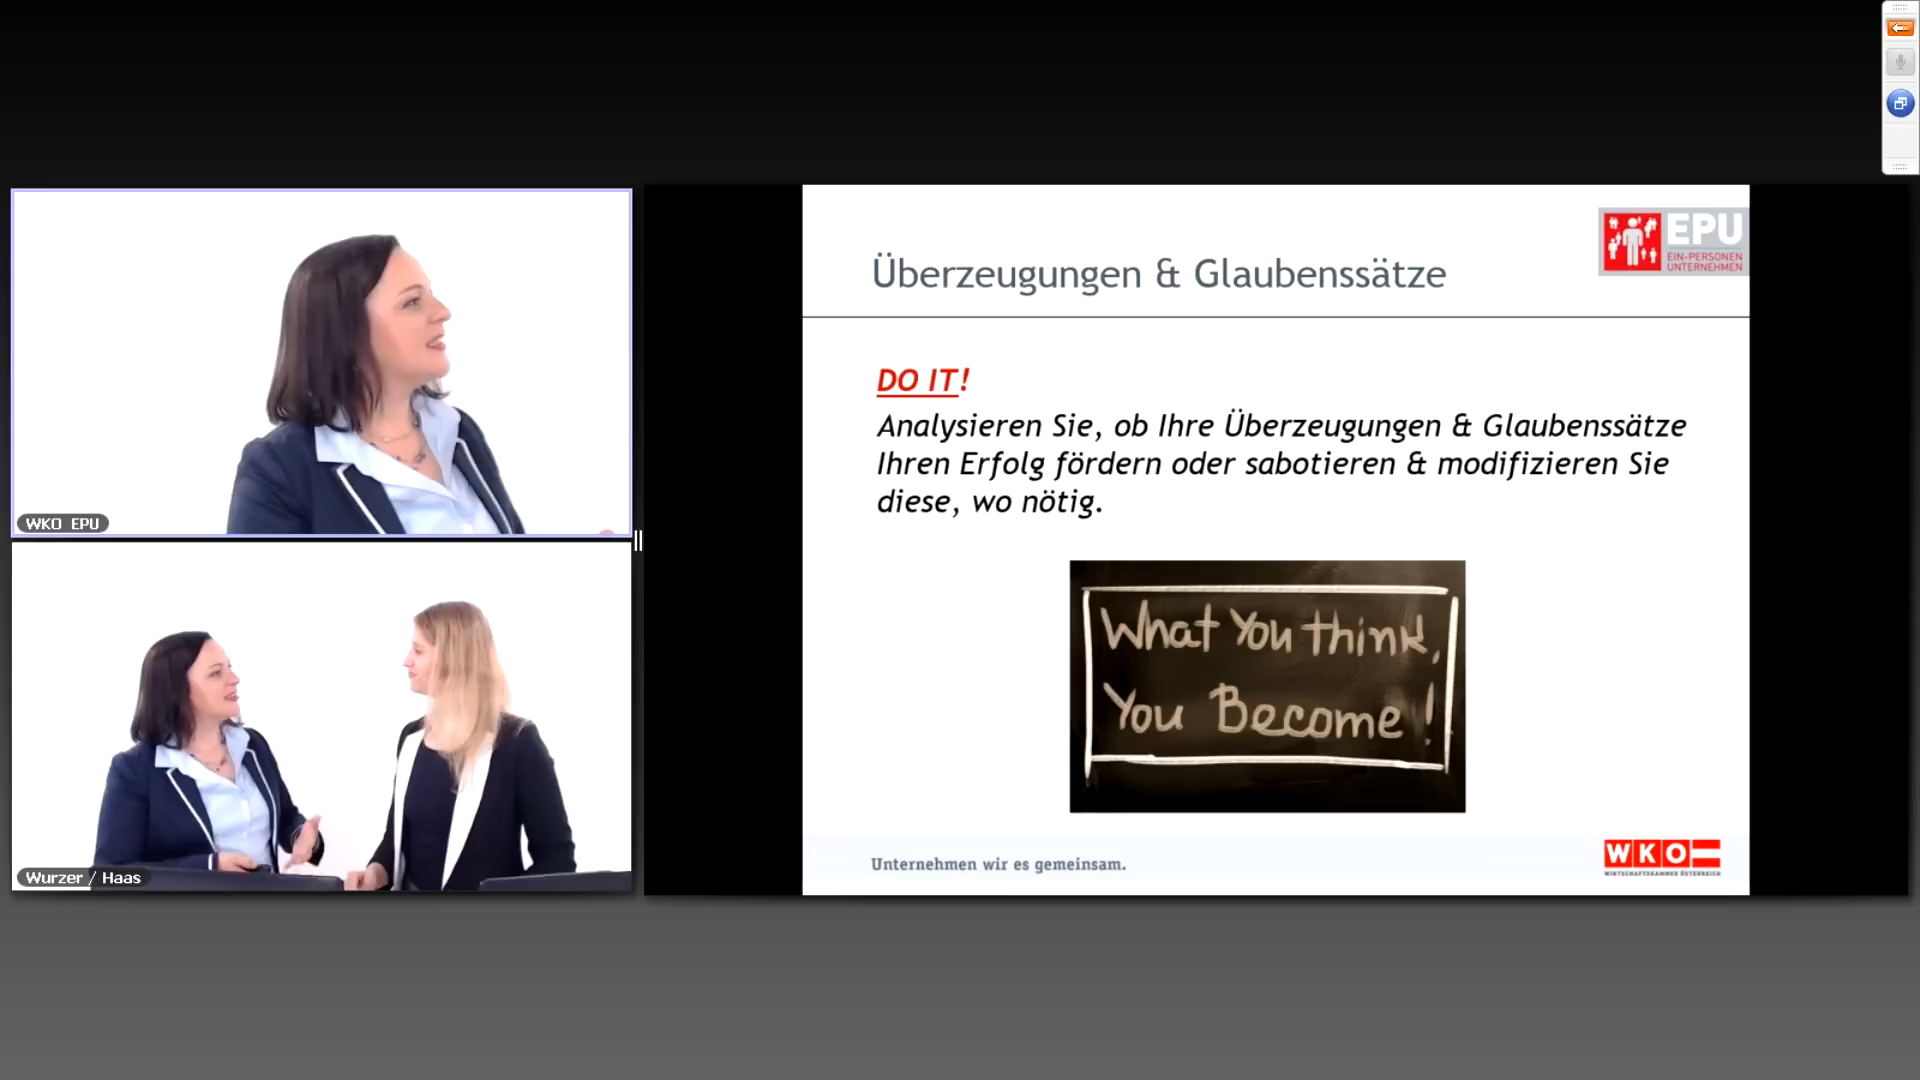 WKO EPU
Wurzer / Haas
Überzeugungen & Glaubenssätze
EPU
EIN-PERSONEN
UNTERNEHMEN
DO IT!
Analysieren Sie, ob Ihre Überzeugungen & Glaubenssätze
Ihren Erfolg fördern oder sabotieren & modifizieren Sie
diese, wo nötig.
What You think,
You Become!
Unternehmen wir es gemeinsam.
WKO
WIRTSCHAFTSKAMMER ÖSTERREICH